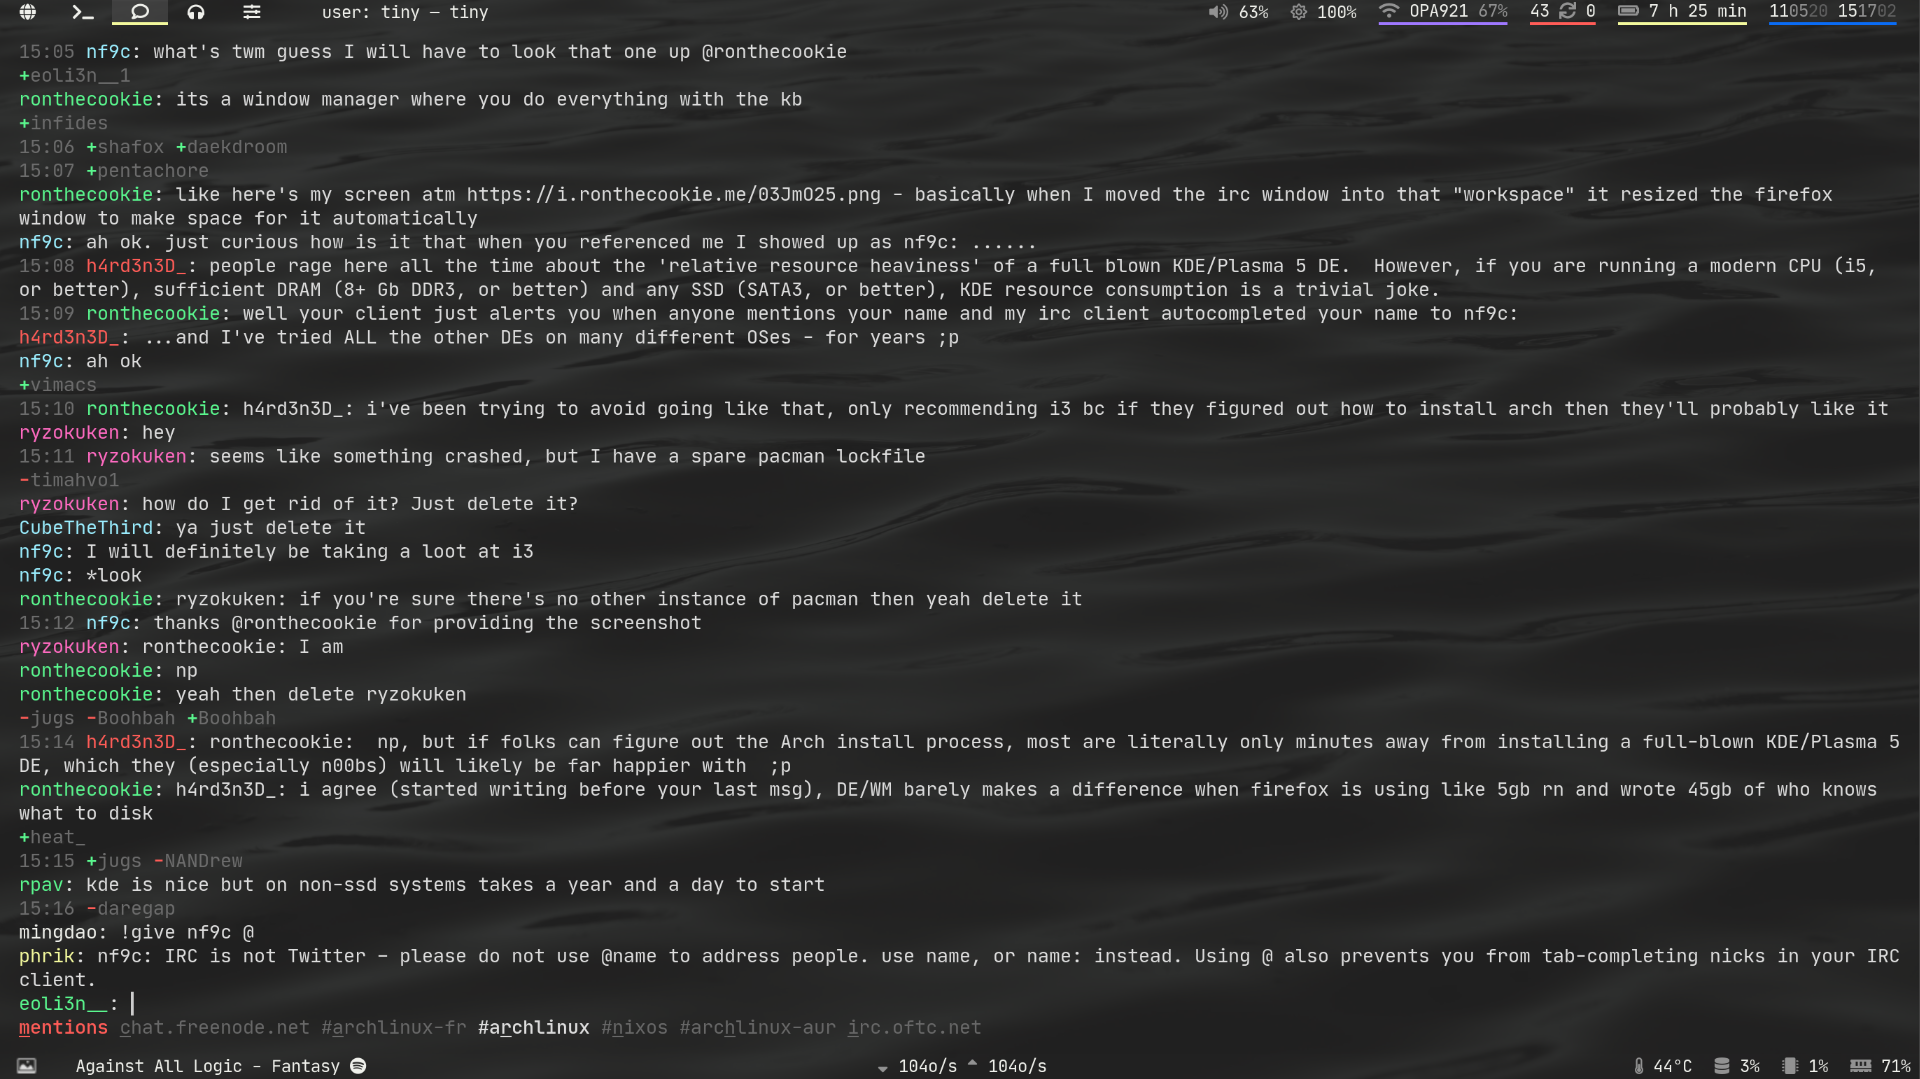 user: tiny — tiny 63% 100% OPA921 67% 43 0 7 h 25 min 110520 151702
15:05 nf9c: what's twm guess I will have to look that one up @ronthecookie
+eoli3n__1
ronthecookie: its a window manager where you do everything with the kb
+infides
15:06 +shafox +daekdroom
15:07 +pentachore
ronthecookie: like here's my screen atm https://i.ronthecookie.me/03JmO25.png - basically when I moved the irc window into that "workspace" it resized the firefox
window to make space for it automatically
nf9c: ah ok. just curious how is it that when you referenced me I showed up as nf9c: ......
15:08 h4rd3n3D_: people rage here all the time about the 'relative resource heaviness' of a full blown KDE/Plasma 5 DE.  However, if you are running a modern CPU (i5,
or better), sufficient DRAM (8+ Gb DDR3, or better) and any SSD (SATA3, or better), KDE resource consumption is a trivial joke.
15:09 ronthecookie: well your client just alerts you when anyone mentions your name and my irc client autocompleted your name to nf9c:
h4rd3n3D_: ...and I've tried ALL the other DEs on many different OSes - for years ;p
nf9c: ah ok
+vimacs
15:10 ronthecookie: h4rd3n3D_: i've been trying to avoid going like that, only recommending i3 bc if they figured out how to install arch then they'll probably like it
ryzokuken: hey
15:11 ryzokuken: seems like something crashed, but I have a spare pacman lockfile
-timahvo1
ryzokuken: how do I get rid of it? Just delete it?
CubeTheThird: ya just delete it
nf9c: I will definitely be taking a loot at i3
nf9c: *look
ronthecookie: ryzokuken: if you're sure there's no other instance of pacman then yeah delete it
15:12 nf9c: thanks @ronthecookie for providing the screenshot
ryzokuken: ronthecookie: I am
ronthecookie: np
ronthecookie: yeah then delete ryzokuken
-jugs -Boohbah +Boohbah
15:14 h4rd3n3D_: ronthecookie:  np, but if folks can figure out the Arch install process, most are literally only minutes away from installing a full-blown KDE/Plasma 5
DE, which they (especially n00bs) will likely be far happier with  ;p
ronthecookie: h4rd3n3D_: i agree (started writing before your last msg), DE/WM barely makes a difference when firefox is using like 5gb rn and wrote 45gb of who knows
what to disk
+heat_
15:15 +jugs -NANDrew
rpav: kde is nice but on non-ssd systems takes a year and a day to start
15:16 -daregap
mingdao: !give nf9c @
phrik: nf9c: IRC is not Twitter - please do not use @name to address people. use name, or name: instead. Using @ also prevents you from tab-completing nicks in your IRC
client.
eoli3n__:
mentions chat.freenode.net #archlinux-fr #archlinux #nixos #archlinux-aur irc.oftc.net
Against All Logic - Fantasy 104o/s 104o/s 44°C 3% 1% 71%